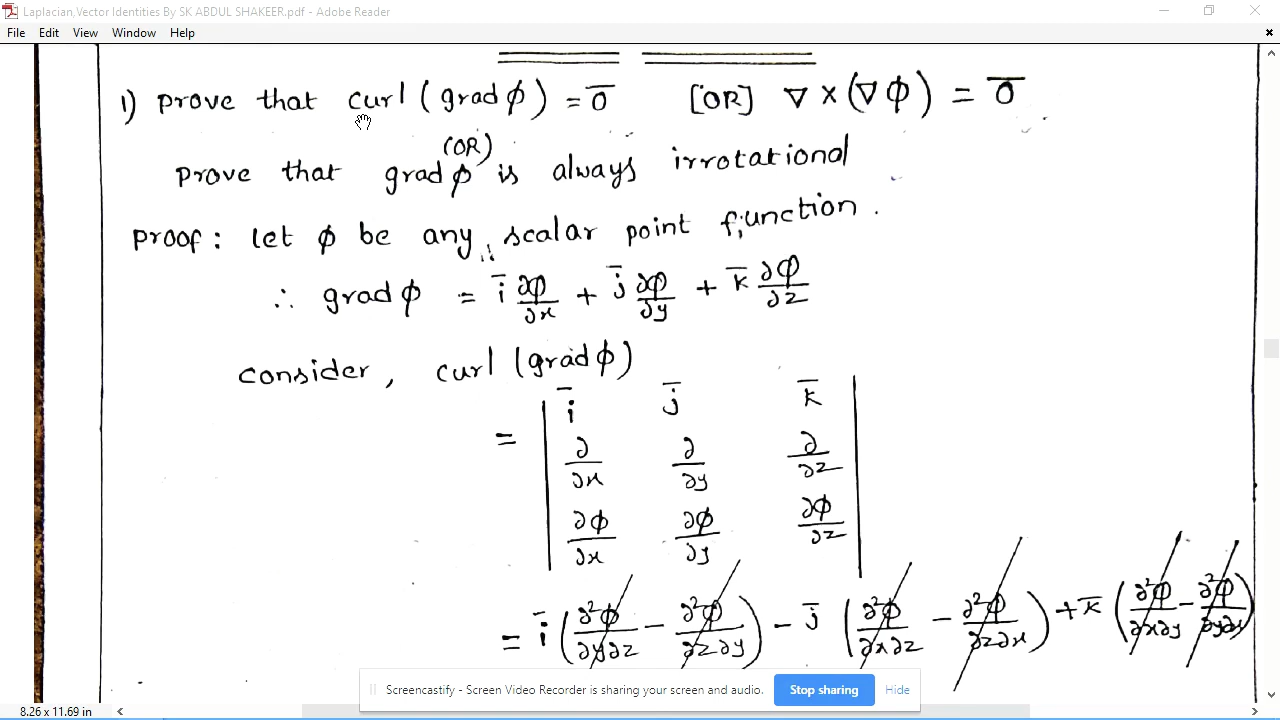 Laplacian,Vector Identities By SK ABDUL SHAKEER.pdf - Adobe Reader
File Edit View Window Help
1) prove that curl (grad ϕ) = 0̅ [OR] ∇ × (∇ϕ) = 0̅
(OR)
prove that grad ϕ is always irrotational
proof: let ϕ be any scalar point function.
∴ grad ϕ = i̅ ∂ϕ/∂x + j̅ ∂ϕ/∂y + k̅ ∂ϕ/∂z
consider, curl (grad ϕ)
= | i̅ j̅ k̅ |
| ∂/∂x ∂/∂y ∂/∂z |
| ∂ϕ/∂x ∂ϕ/∂y ∂ϕ/∂z |
= i̅ (∂²ϕ/∂y∂z − ∂²ϕ/∂z∂y) − j̅ (∂²ϕ/∂x∂z − ∂²ϕ/∂z∂x) + k̅ (∂²ϕ/∂x∂y − ∂²ϕ/∂y∂x)
Screencastify - Screen Video Recorder is sharing your screen and audio. Stop sharing Hide
8.26 x 11.69 in